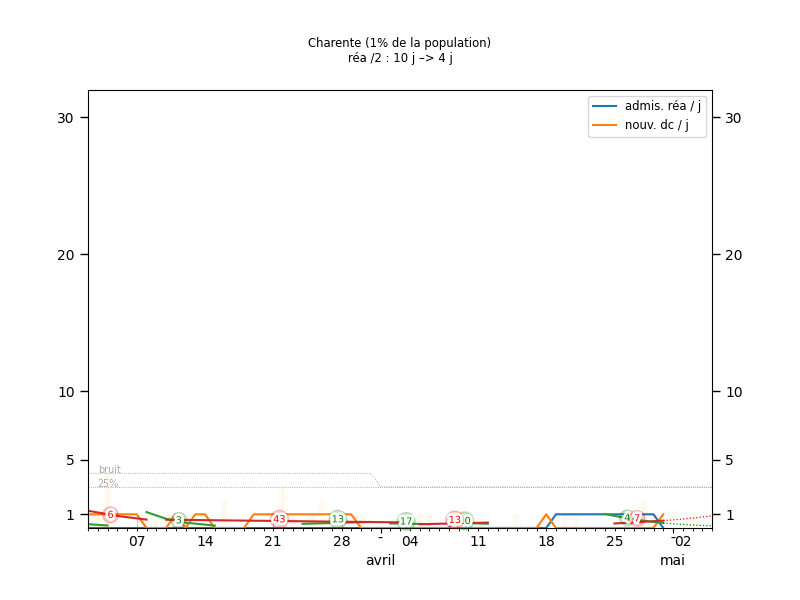 Charente (1% de la population)
réa /2 : 10 j –> 4 j
admis. réa / j
nouv. dc / j
30 30
20 20
10 10
5 5
1 1
bruit
25%
6 3 43 13 17 13 0 4 7
07 14 21 28 - 04 11 18 25 - 02
avril mai